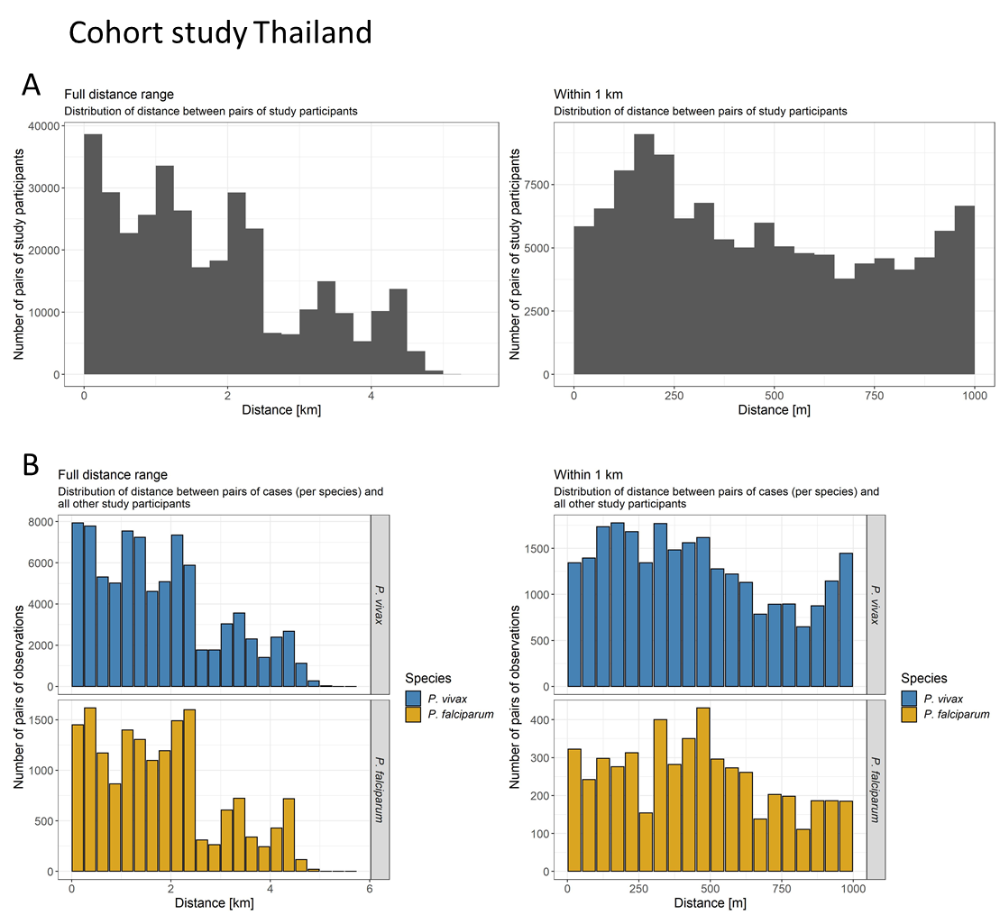 Cohort study Thailand
A
Full distance range
Distribution of distance between pairs of study participants
Number of pairs of study participants
40000
30000
20000
10000
0
0
2
4
Distance [km]
Within 1 km
Distribution of distance between pairs of study participants
Number of pairs of study participants
7500
5000
2500
0
0
250
500
750
1000
Distance [m]
B
Full distance range
Distribution of distance between pairs of cases (per species) and
all other study participants
Number of pairs of observations
8000
6000
4000
2000
0
P. vivax
1500
1000
500
0
P. falciparum
0
2
4
6
Distance [km]
Species
P. vivax
P. falciparum
Within 1 km
Distribution of distance between pairs of cases (per species) and
all other study participants
Number of pairs of observations
1500
1000
500
0
P. vivax
400
300
200
100
0
P. falciparum
0
250
500
750
1000
Distance [m]
Species
P. vivax
P. falciparum